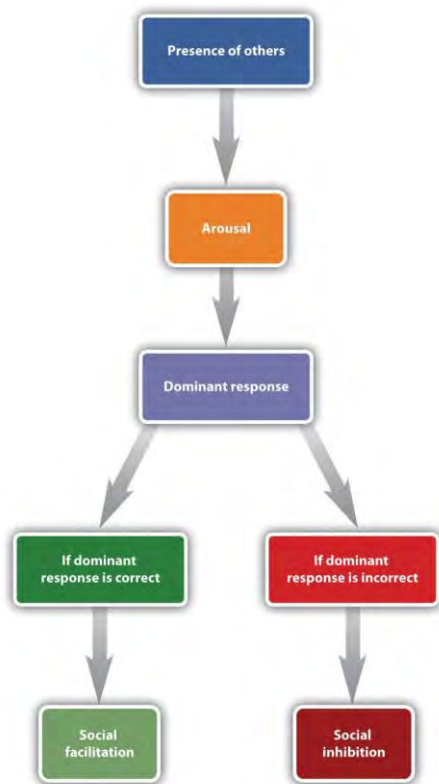 Presence of others
Arousal
Dominant response
If dominant
response is correct
If dominant
response is incorrect
Social
facilitation
Social
inhibition